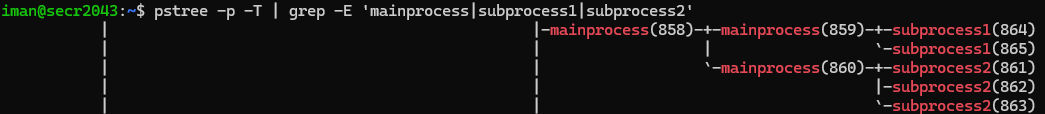 iman@secr2043:~$ pstree -p -T | grep -E 'mainprocess|subprocess1|subprocess2'
|                                                    |-mainprocess(858)-+-mainprocess(859)-+-subprocess1(864)
|                                                    |                   |                  `-subprocess1(865)
|                                                    |                   `-mainprocess(860)-+-subprocess2(861)
|                                                    |                                      |-subprocess2(862)
|                                                    |                                      `-subprocess2(863)